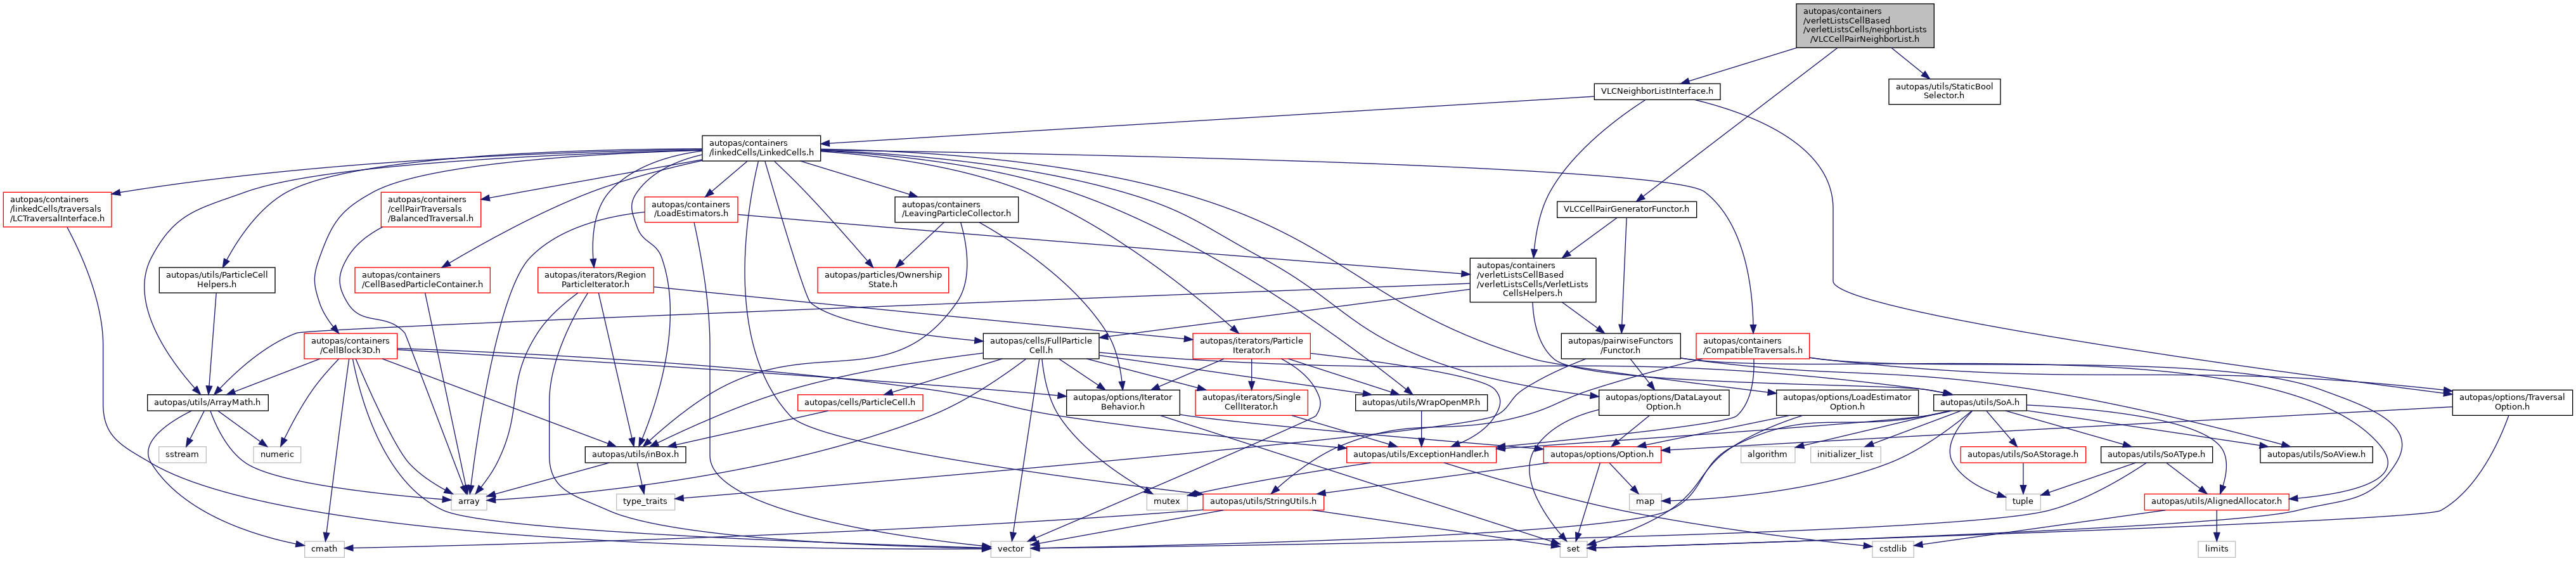 autopas/containers
/verletListsCellBased
/verletListsCells/neighborLists
/VLCCellPairNeighborList.h
VLCNeighborListInterface.h
autopas/utils/StaticBool
Selector.h
autopas/containers
/linkedCells/LinkedCells.h
autopas/containers
/linkedCells/traversals
/LCTraversalInterface.h
autopas/containers
/cellPairTraversals
/BalancedTraversal.h
autopas/containers
/LoadEstimators.h
autopas/containers
/LeavingParticleCollector.h
VLCCellPairGeneratorFunctor.h
autopas/utils/ParticleCell
Helpers.h
autopas/containers
/CellBasedParticleContainer.h
autopas/iterators/Region
ParticleIterator.h
autopas/particles/Ownership
State.h
autopas/containers
/verletListsCellBased
/verletListsCells/VerletLists
CellsHelpers.h
autopas/containers
/CellBlock3D.h
autopas/cells/FullParticle
Cell.h
autopas/iterators/Particle
Iterator.h
autopas/pairwiseFunctors
/Functor.h
autopas/containers
/CompatibleTraversals.h
autopas/utils/ArrayMath.h
autopas/cells/ParticleCell.h
autopas/options/Iterator
Behavior.h
autopas/iterators/Single
CellIterator.h
autopas/utils/WrapOpenMP.h
autopas/options/DataLayout
Option.h
autopas/options/LoadEstimator
Option.h
autopas/utils/SoA.h
autopas/options/Traversal
Option.h
sstream
numeric
autopas/utils/inBox.h
autopas/utils/ExceptionHandler.h
autopas/options/Option.h
algorithm
initializer_list
autopas/utils/SoAStorage.h
autopas/utils/SoAType.h
autopas/utils/SoAView.h
array
type_traits
mutex
autopas/utils/StringUtils.h
map
tuple
autopas/utils/AlignedAllocator.h
cmath
vector
set
cstdlib
limits